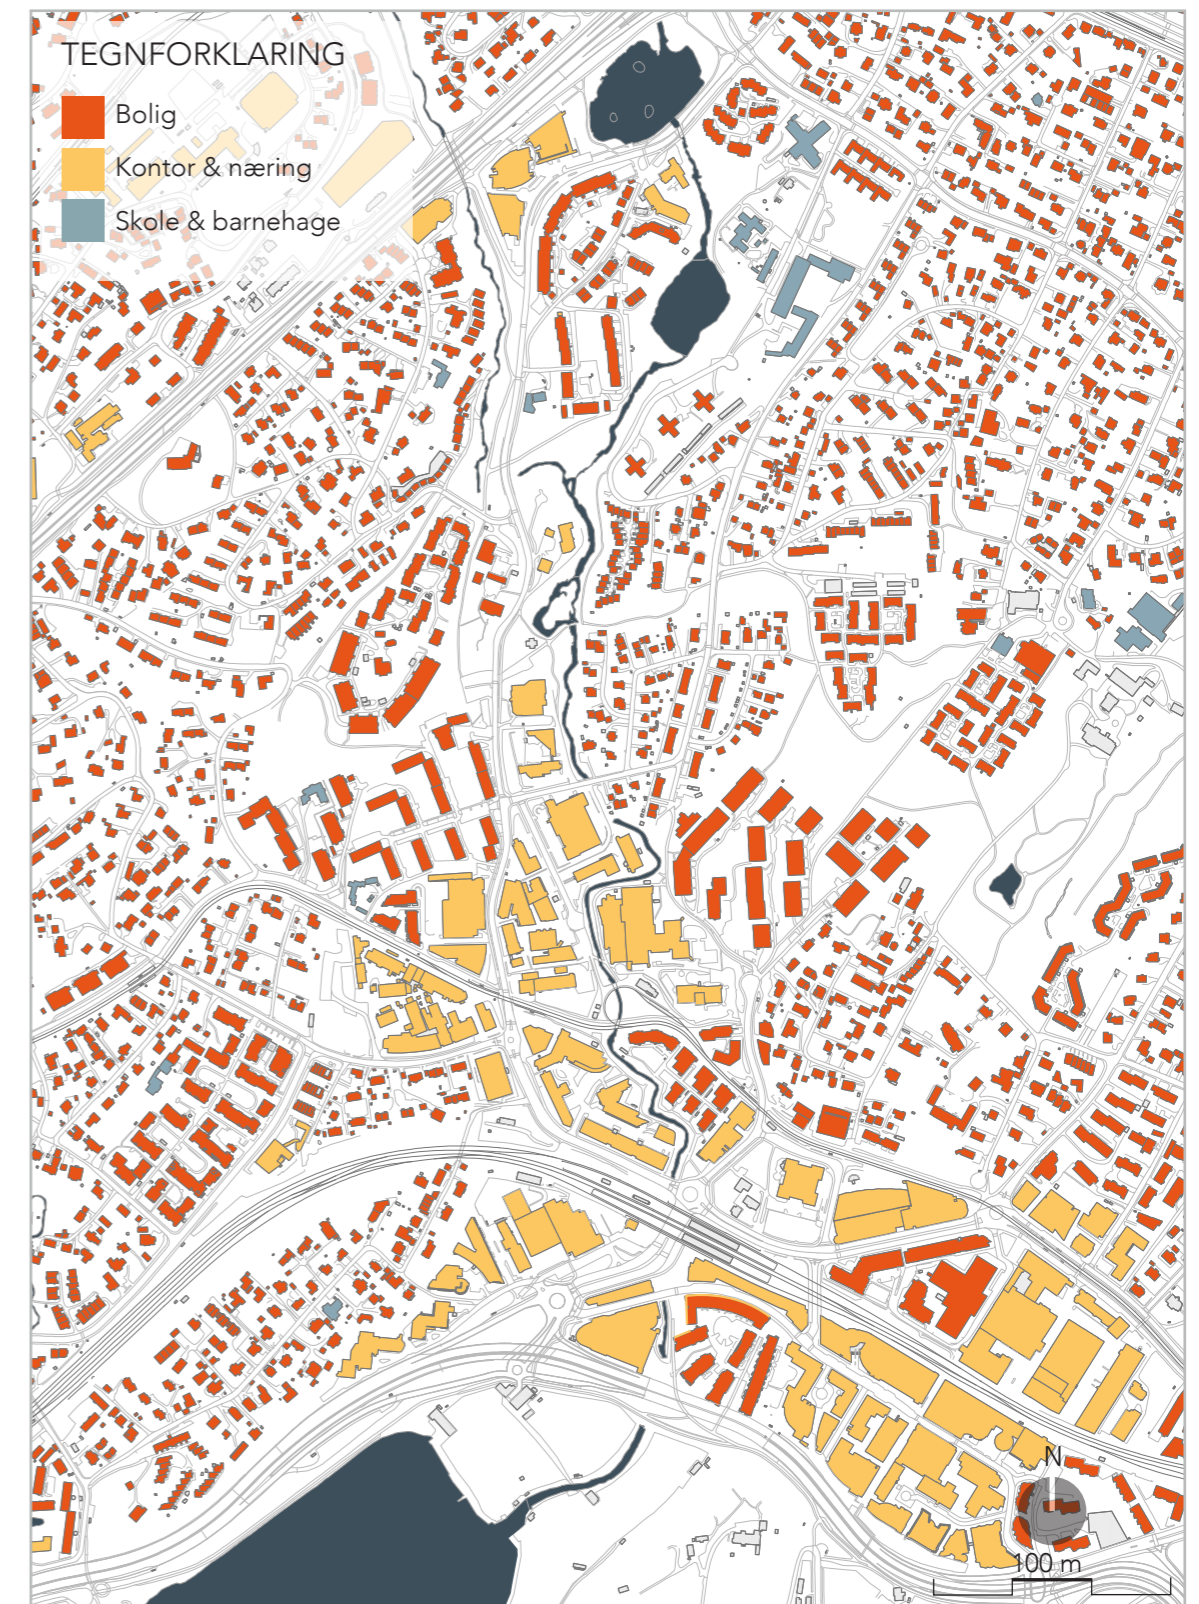 TEGNFORKLARING
Bolig
Kontor & næring
Skole & barnehage
N
100 m